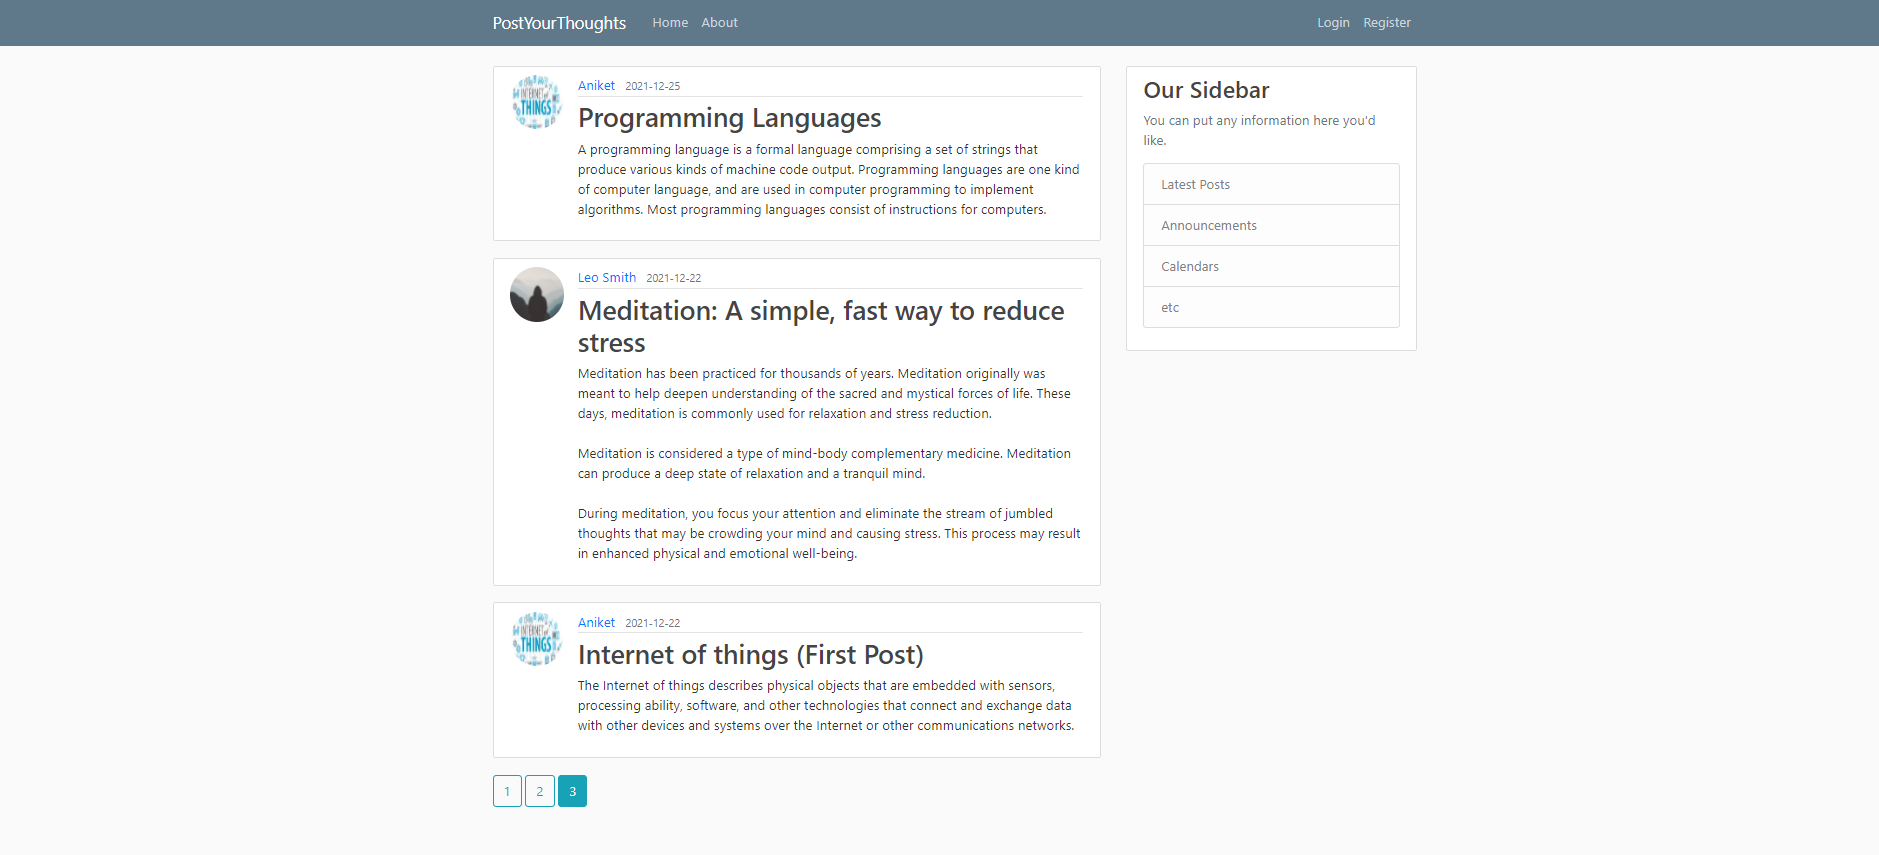 PostYourThoughts Home About Login Register
Aniket 2021-12-25
INTERNET of
THINGS
Programming Languages
A programming language is a formal language comprising a set of strings that
produce various kinds of machine code output. Programming languages are one kind
of computer language, and are used in computer programming to implement
algorithms. Most programming languages consist of instructions for computers.
Leo Smith 2021-12-22
Meditation: A simple, fast way to reduce
stress
Meditation has been practiced for thousands of years. Meditation originally was
meant to help deepen understanding of the sacred and mystical forces of life. These
days, meditation is commonly used for relaxation and stress reduction.
Meditation is considered a type of mind-body complementary medicine. Meditation
can produce a deep state of relaxation and a tranquil mind.
During meditation, you focus your attention and eliminate the stream of jumbled
thoughts that may be crowding your mind and causing stress. This process may result
in enhanced physical and emotional well-being.
Aniket 2021-12-22
INTERNET of
THINGS
Internet of things (First Post)
The Internet of things describes physical objects that are embedded with sensors,
processing ability, software, and other technologies that connect and exchange data
with other devices and systems over the Internet or other communications networks.
1 2 3
Our Sidebar
You can put any information here you'd
like.
Latest Posts
Announcements
Calendars
etc